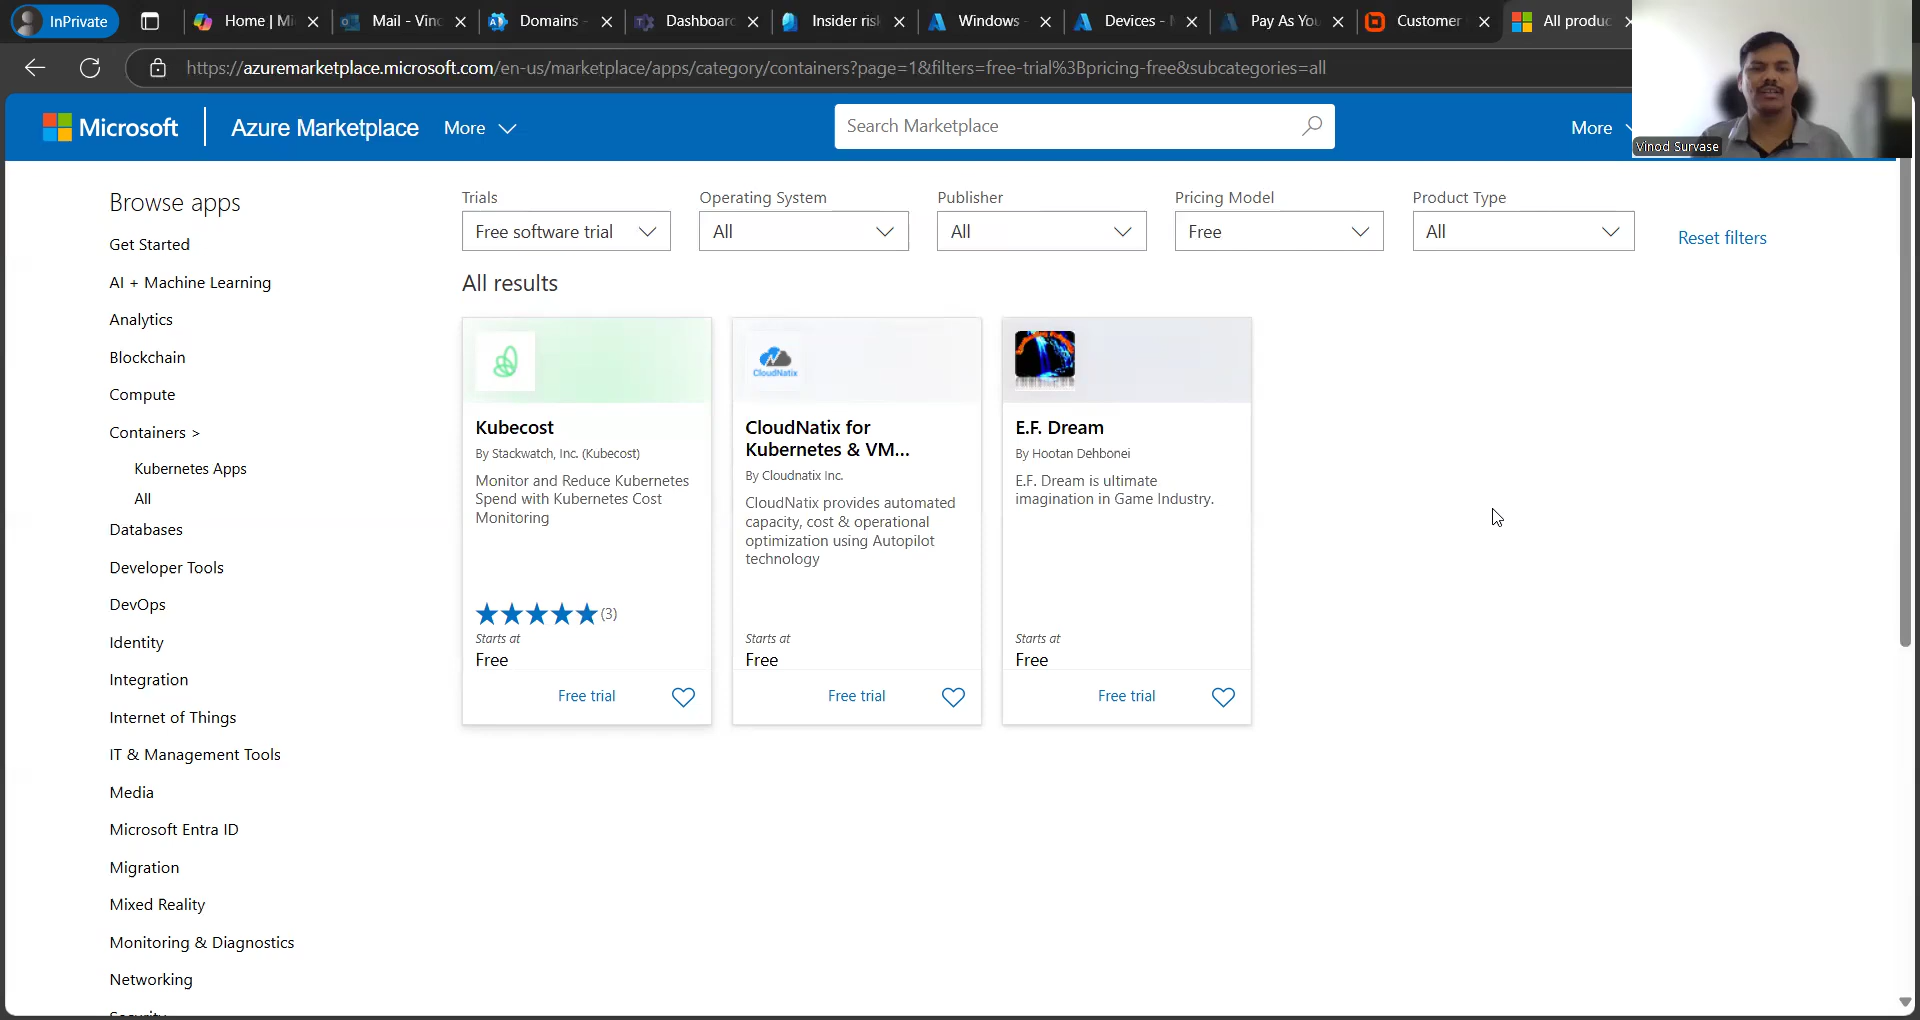 InPrivate
Home | Mi
Mail - Vinc
Domains -
Dashboard
Insider risk
Windows -
Devices - M
Pay As You
Customer
All produc
https://azuremarketplace.microsoft.com/en-us/marketplace/apps/category/containers?page=1&filters=free-trial%3Bpricing-free&subcategories=all
Microsoft
Azure Marketplace
More
Search Marketplace
More
Vinod Survase
Browse apps
Get Started
AI + Machine Learning
Analytics
Blockchain
Compute
Containers >
Kubernetes Apps
All
Databases
Developer Tools
DevOps
Identity
Integration
Internet of Things
IT & Management Tools
Media
Microsoft Entra ID
Migration
Mixed Reality
Monitoring & Diagnostics
Networking
Security
Trials
Free software trial
Operating System
All
Publisher
All
Pricing Model
Free
Product Type
All
Reset filters
All results
Kubecost
By Stackwatch, Inc. (Kubecost)
Monitor and Reduce Kubernetes
Spend with Kubernetes Cost
Monitoring
(3)
Starts at
Free
Free trial
CloudNatix
CloudNatix for
Kubernetes & VM...
By Cloudnatix Inc.
CloudNatix provides automated
capacity, cost & operational
optimization using Autopilot
technology
Starts at
Free
Free trial
E.F. Dream
By Hootan Dehbonei
E.F. Dream is ultimate
imagination in Game Industry.
Starts at
Free
Free trial